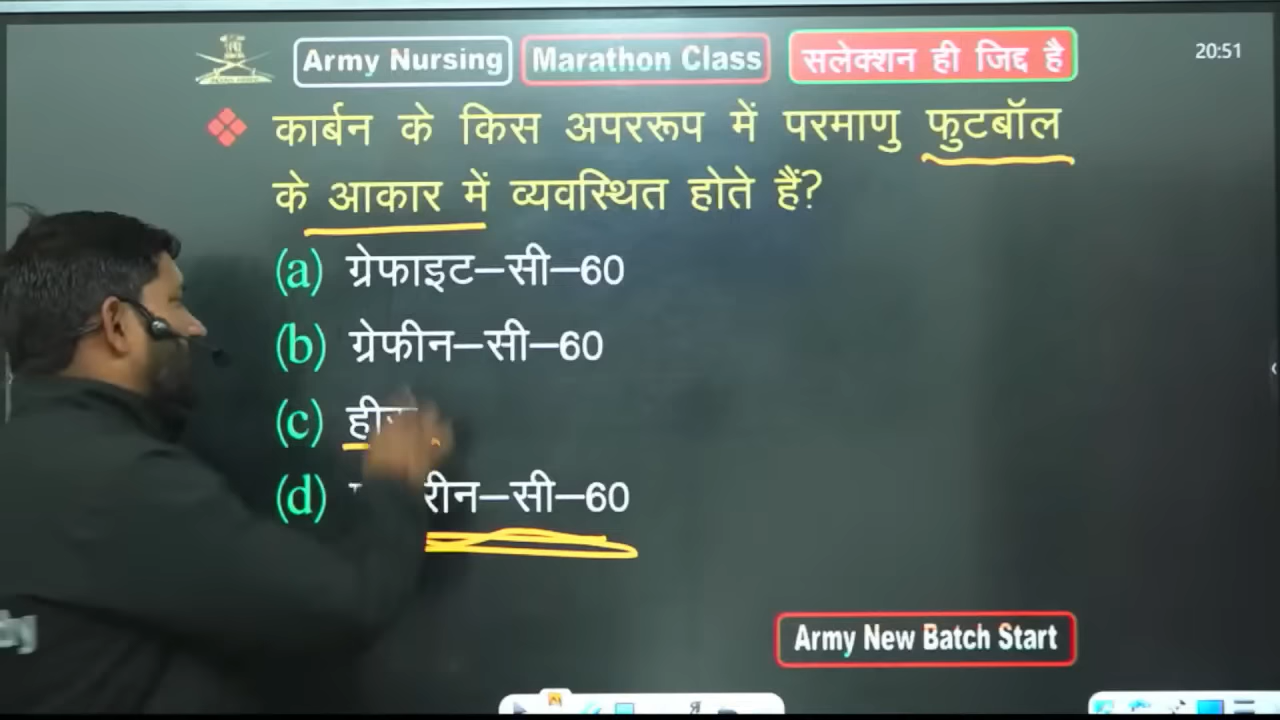 Army Nursing Marathon Class सलेक्शन ही जिद्द है 20:51
कार्बन के किस अपररूप में परमाणु फुटबॉल
के आकार में व्यवस्थित होते हैं?
(a) ग्रेफाइट–सी–60
(b) ग्रेफीन–सी–60
(c)
(d) –सी–60
Army New Batch Start